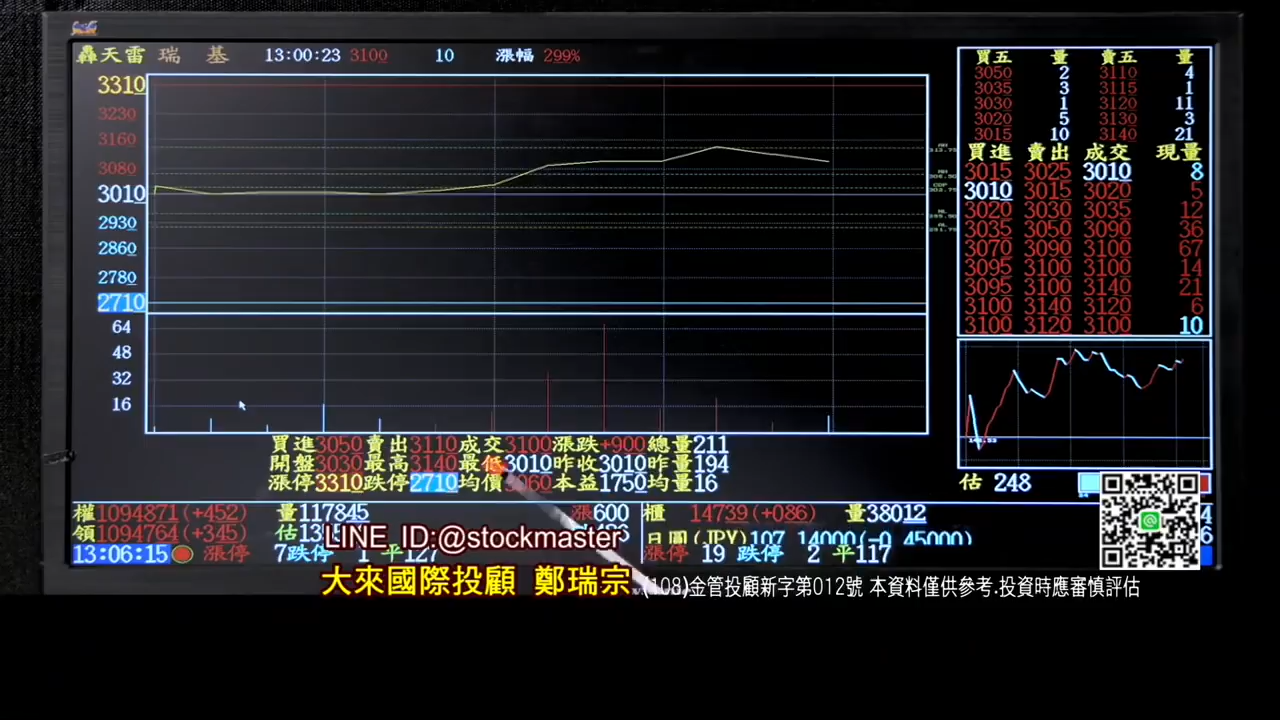 轟天雷 瑞基 13:00:23 3100 10 漲幅 299%
3310
3230
3160
3080
3010
2930
2860
2780
2710
64
48
32
16
買五 量 賣五 量
3050 2 3110 4
3035 3 3115 1
3030 1 3120 11
3020 5 3130 3
3015 10 3140 21
買進 賣出 成交 現量
3015 3025 3010 8
3010 3015 3020 5
3020 3030 3035 12
3035 3050 3090 36
3070 3090 3100 67
3095 3100 3100 14
3095 3100 3140 21
3100 3140 3120 6
3100 3120 3100 10
買進3050賣出3110成交3100漲跌+900總量211
開盤3030最高3140最低3010昨收3010昨量194
漲停3310跌停2710均價3060本益1750均量16
估 248
權1094871(+452) 量117845 漲600
領1094764(+345) 估
櫃 14739(+086) 量38012
日圓(JPY)107.14000(-0.45000)
13:06:15 漲停 7跌停 1平127
漲停 19 跌停 2平117
LINE ID:@stockmaster
大來國際投顧 鄭瑞宗
(108)金管投顧新字第012號 本資料僅供參考.投資時應審慎評估